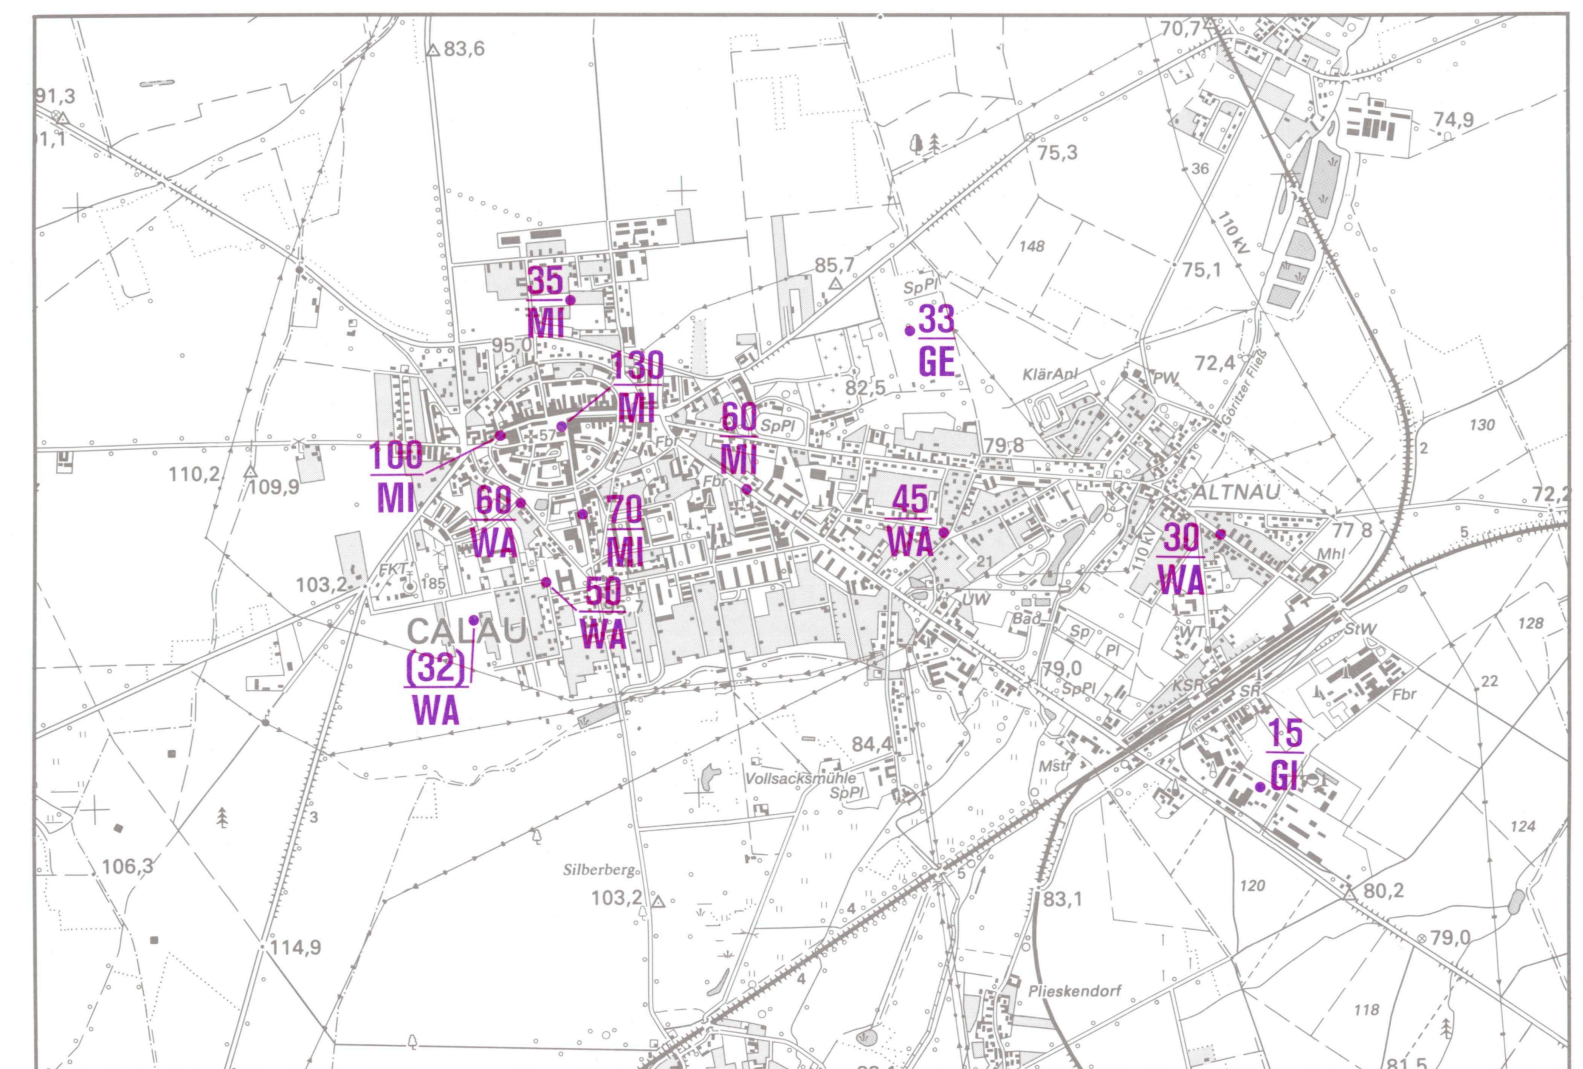 83,6
70,7
91,3
74,9
75,3
36
110 kV
148
85,7
75,1
SpPl
35
MI
33
GE
95,0
130
MI
72,4
KlärAnl
PW
Göritzer Fließ
82,5
60
MI
SpPl
130
57
Fbr
79,8
2
100
MI
110,2
109,9
Fbr
60
WA
70
MI
45
WA
ALTNAU
72,2
30
WA
77 8
5
Mhl
110 kV
21
FKT
185
103,2
50
WA
UW
Bad
CALAU
Sp
Pl
WT
StW
128
(32)
WA
79,0
SpPl
KSR
SR
22
Fbr
15
GI
84,4
Mstr
Vollsacksmühle
SpPl
3
124
106,3
Silberberg
103,2
5
4
120
80,2
83,1
79,0
114,9
4
Plieskendorf
118
81,5